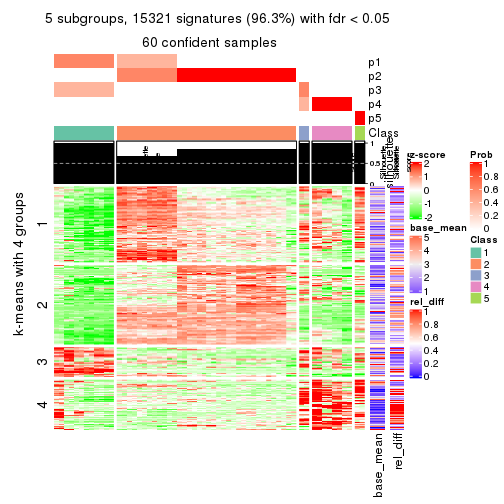 5 subgroups, 15321 signatures (96.3%) with fdr < 0.05
60 confident samples
p1
p2
p3
p4
p5
Class
1
0.5
0
silhouette
k-means with 4 groups
1
2
3
4
base_mean
rel_diff
z-score
2
1
0
-1
-2
base_mean
5
4
3
2
1
rel_diff
1
0.8
0.6
0.4
0.2
0
Prob
1
0.8
0.6
0.4
0.2
0
Class
1
2
3
4
5